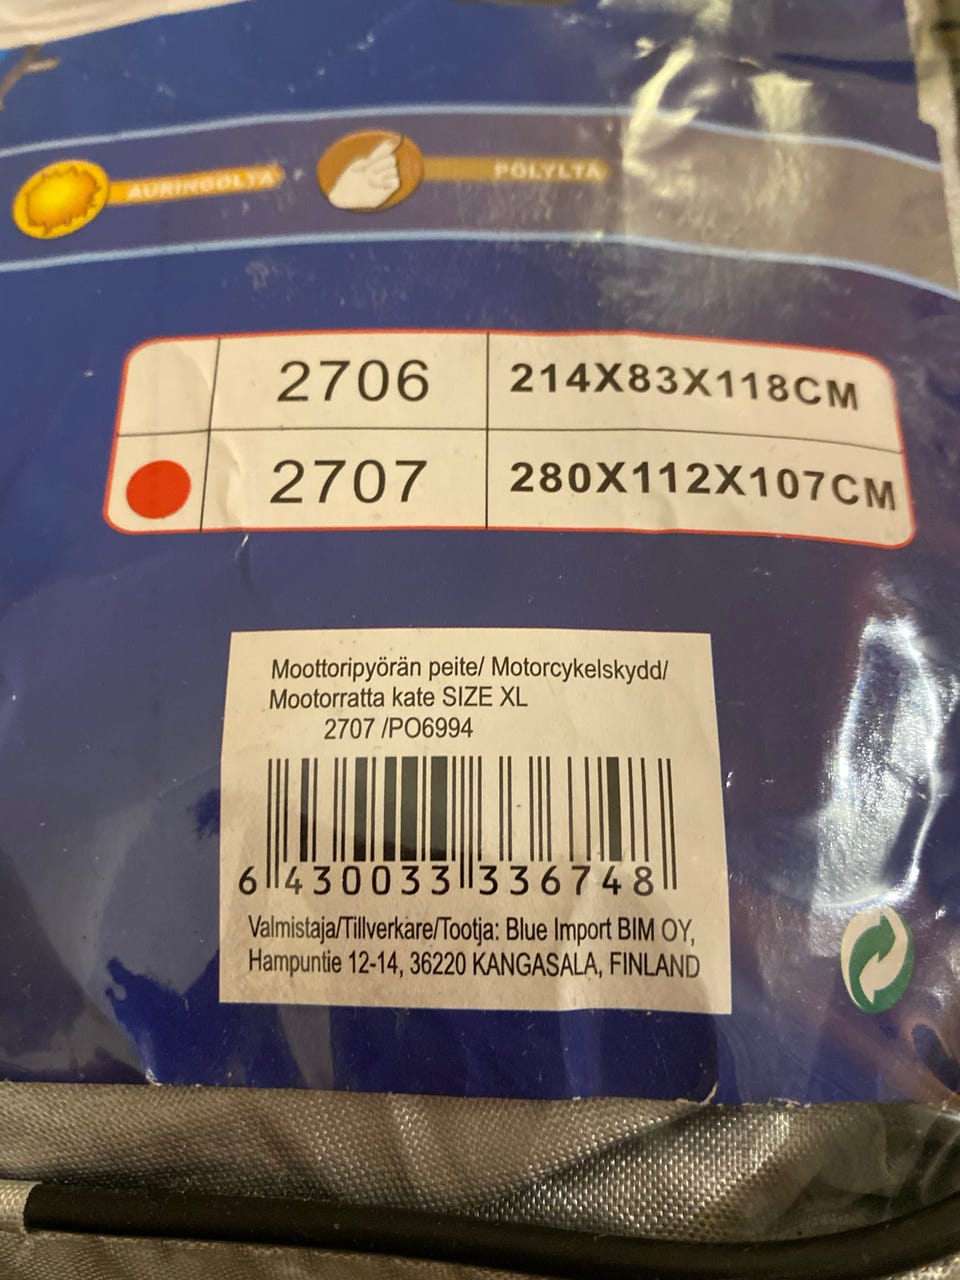 AURINGOLTA
PÖLYLTÄ
2706 214X83X118CM
2707 280X112X107CM
Moottoripyörän peite/ Motorcykelskydd/
Mootorratta kate SIZE XL
2707 /PO6994
6 430033 336748
Valmistaja/Tillverkare/Tootja: Blue Import BIM OY,
Hampuntie 12-14, 36220 KANGASALA, FINLAND